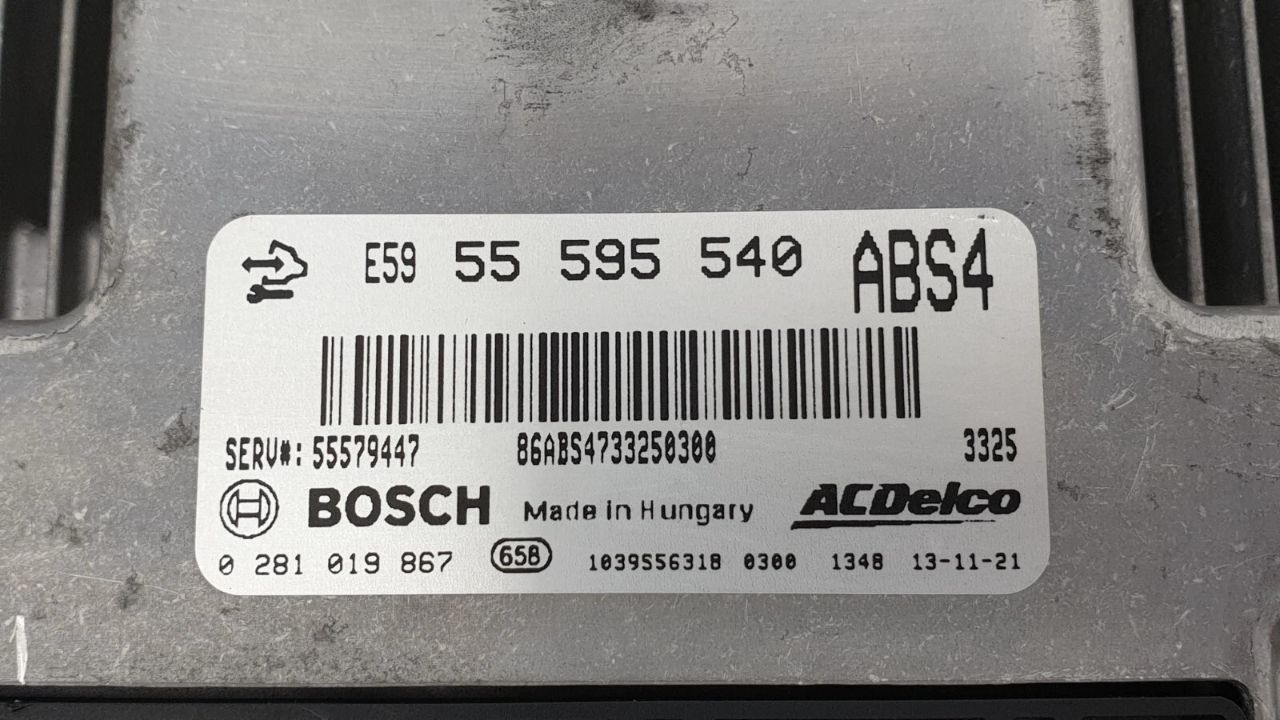 E59 55 595 540 ABS4
SERV#: 55579447 86ABS4733250300 3325
BOSCH Made in Hungary ACDelco
0 281 019 867 65B 1039556318 0300 1348 13-11-21